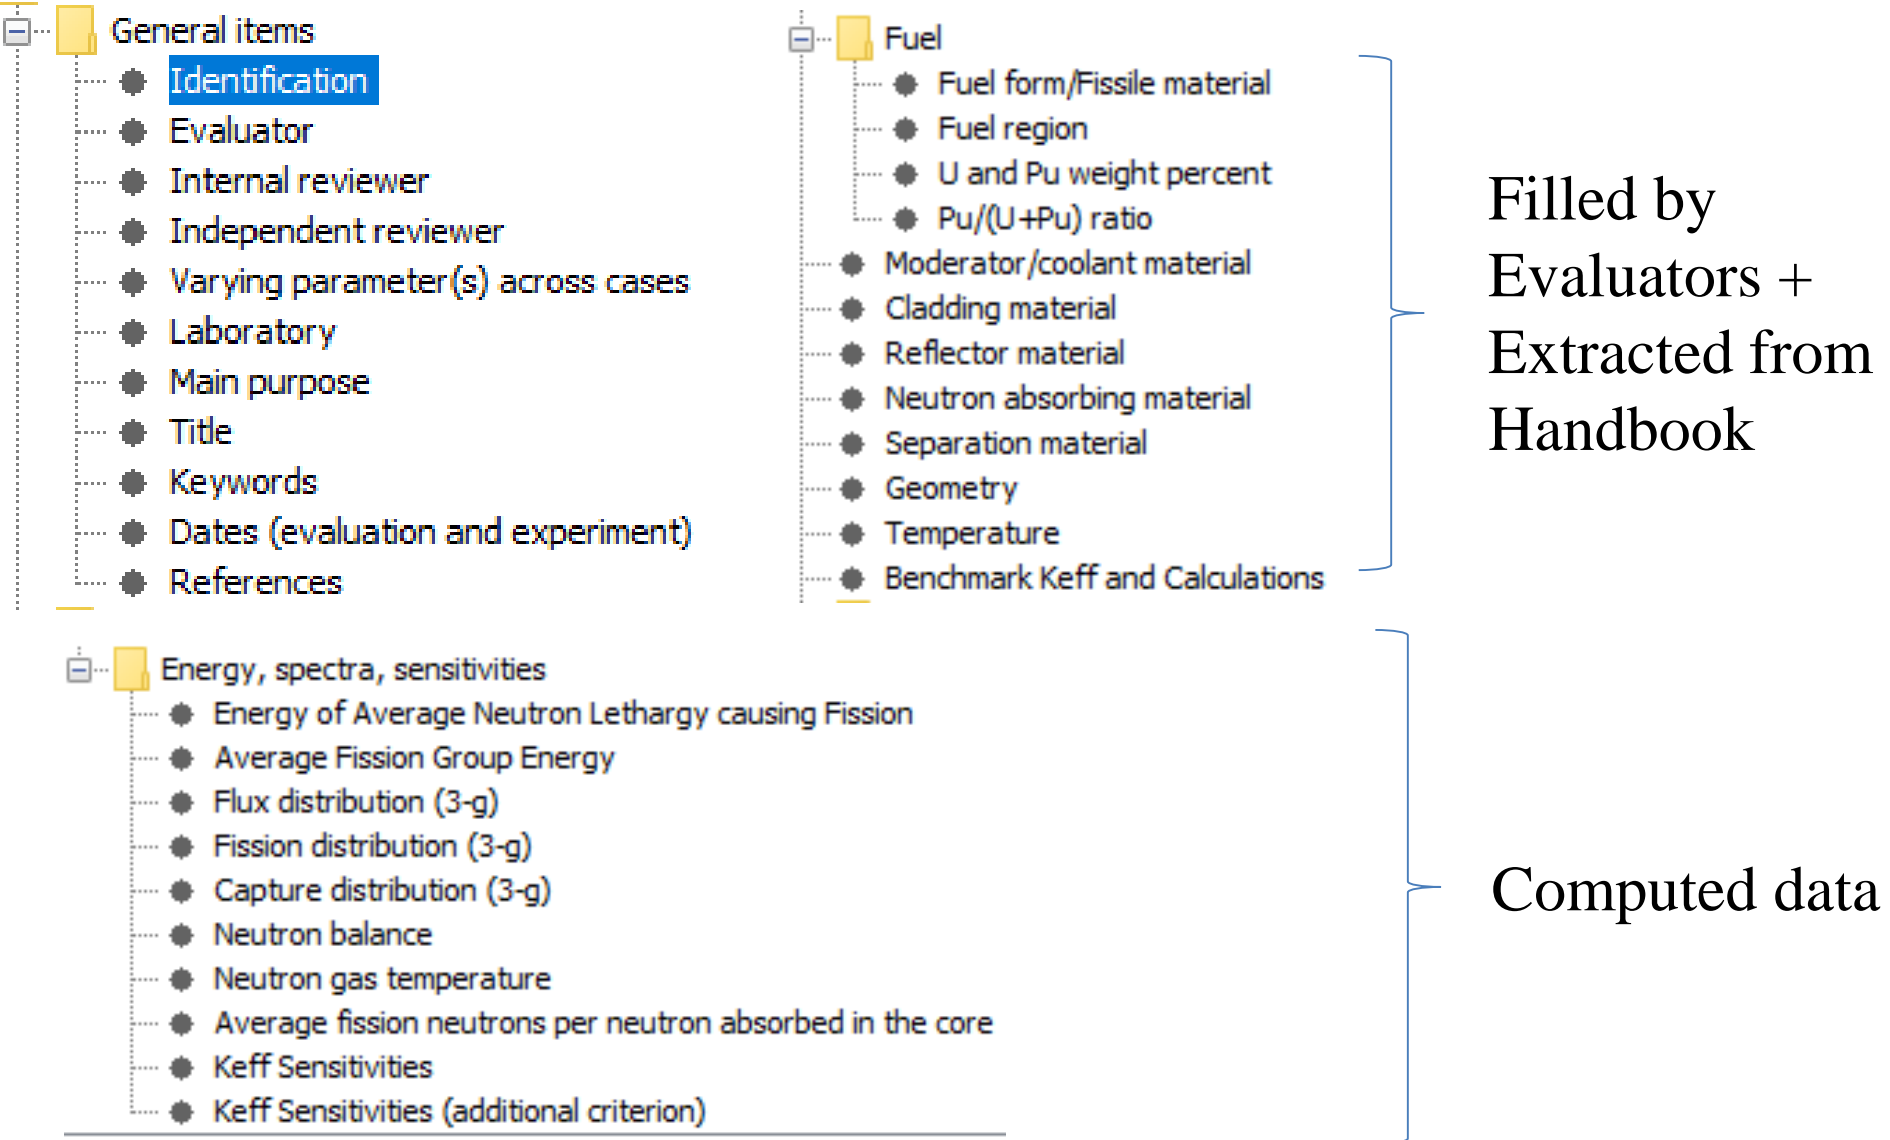 General items
Identification
Evaluator
Internal reviewer
Independent reviewer
Varying parameter(s) across cases
Laboratory
Main purpose
Title
Keywords
Dates (evaluation and experiment)
References
Fuel
Fuel form/Fissile material
Fuel region
U and Pu weight percent
Pu/(U+Pu) ratio
Moderator/coolant material
Cladding material
Reflector material
Neutron absorbing material
Separation material
Geometry
Temperature
Benchmark Keff and Calculations
Filled by
Evaluators +
Extracted from
Handbook
Energy, spectra, sensitivities
Energy of Average Neutron Lethargy causing Fission
Average Fission Group Energy
Flux distribution (3-g)
Fission distribution (3-g)
Capture distribution (3-g)
Neutron balance
Neutron gas temperature
Average fission neutrons per neutron absorbed in the core
Keff Sensitivities
Keff Sensitivities (additional criterion)
Computed data